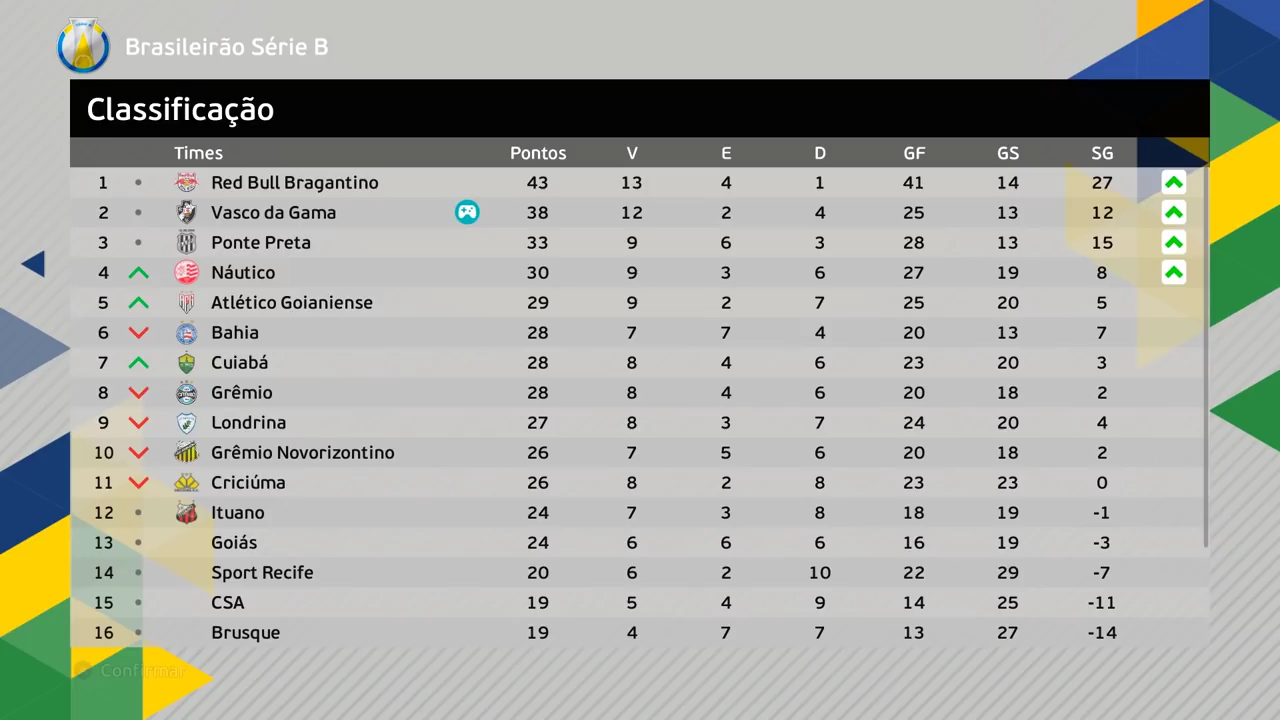 Brasileirão Série B
Classificação
Times Pontos V E D GF GS SG
1 Red Bull Bragantino 43 13 4 1 41 14 27
2 Vasco da Gama 38 12 2 4 25 13 12
3 Ponte Preta 33 9 6 3 28 13 15
4 Náutico 30 9 3 6 27 19 8
5 Atlético Goianiense 29 9 2 7 25 20 5
6 Bahia 28 7 7 4 20 13 7
7 Cuiabá 28 8 4 6 23 20 3
8 Grêmio 28 8 4 6 20 18 2
9 Londrina 27 8 3 7 24 20 4
10 Grêmio Novorizontino 26 7 5 6 20 18 2
11 Criciúma 26 8 2 8 23 23 0
12 Ituano 24 7 3 8 18 19 -1
13 Goiás 24 6 6 6 16 19 -3
14 Sport Recife 20 6 2 10 22 29 -7
15 CSA 19 5 4 9 14 25 -11
16 Brusque 19 4 7 7 13 27 -14
Confirmar